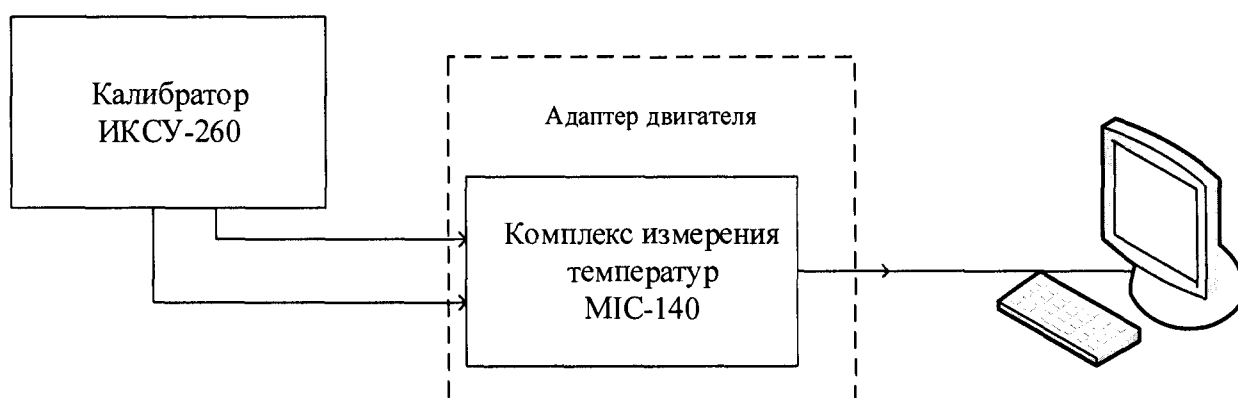 Калибратор
ИКСУ-260
Адаптер двигателя
Комплекс измерения
температур
MIC-140